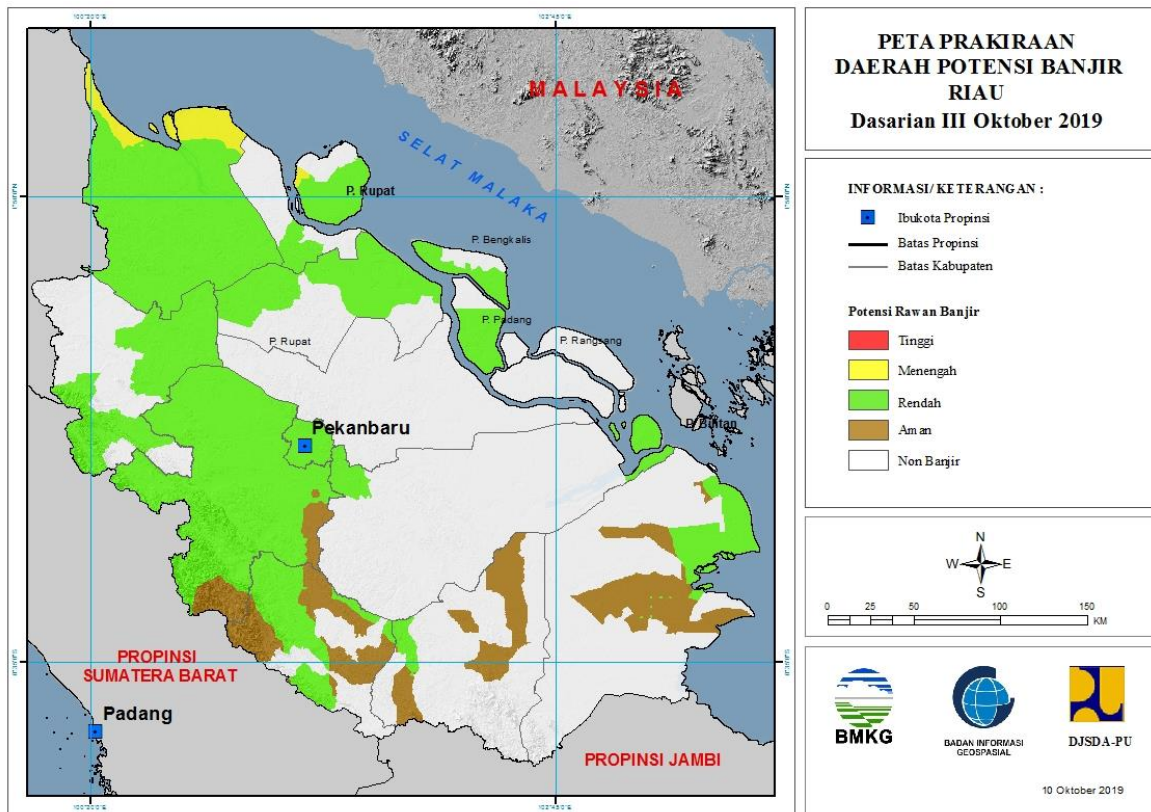 PETA PRAKIRAAN
DAERAH POTENSI BANJIR
RIAU
Dasarian III Oktober 2019
INFORMASI/ KETERANGAN :
Ibukota Propinsi
Batas Propinsi
Batas Kabupaten
Potensi Rawan Banjir
Tinggi
Menengah
Rendah
Aman
Non Banjir
N
W E
S
0 25 50 100 150
KM
BMKG
BADAN INFORMASI
GEOSPASIAL
DJSDA-PU
10 Oktober 2019
MALAYSIA
SELAT MALAKA
P. Rupat
P. Bengkalis
P. Padang
P. Rupat
P. Rangsang
P. Bintan
Pekanbaru
PROPINSI
SUMATERA BARAT
Padang
PROPINSI JAMBI